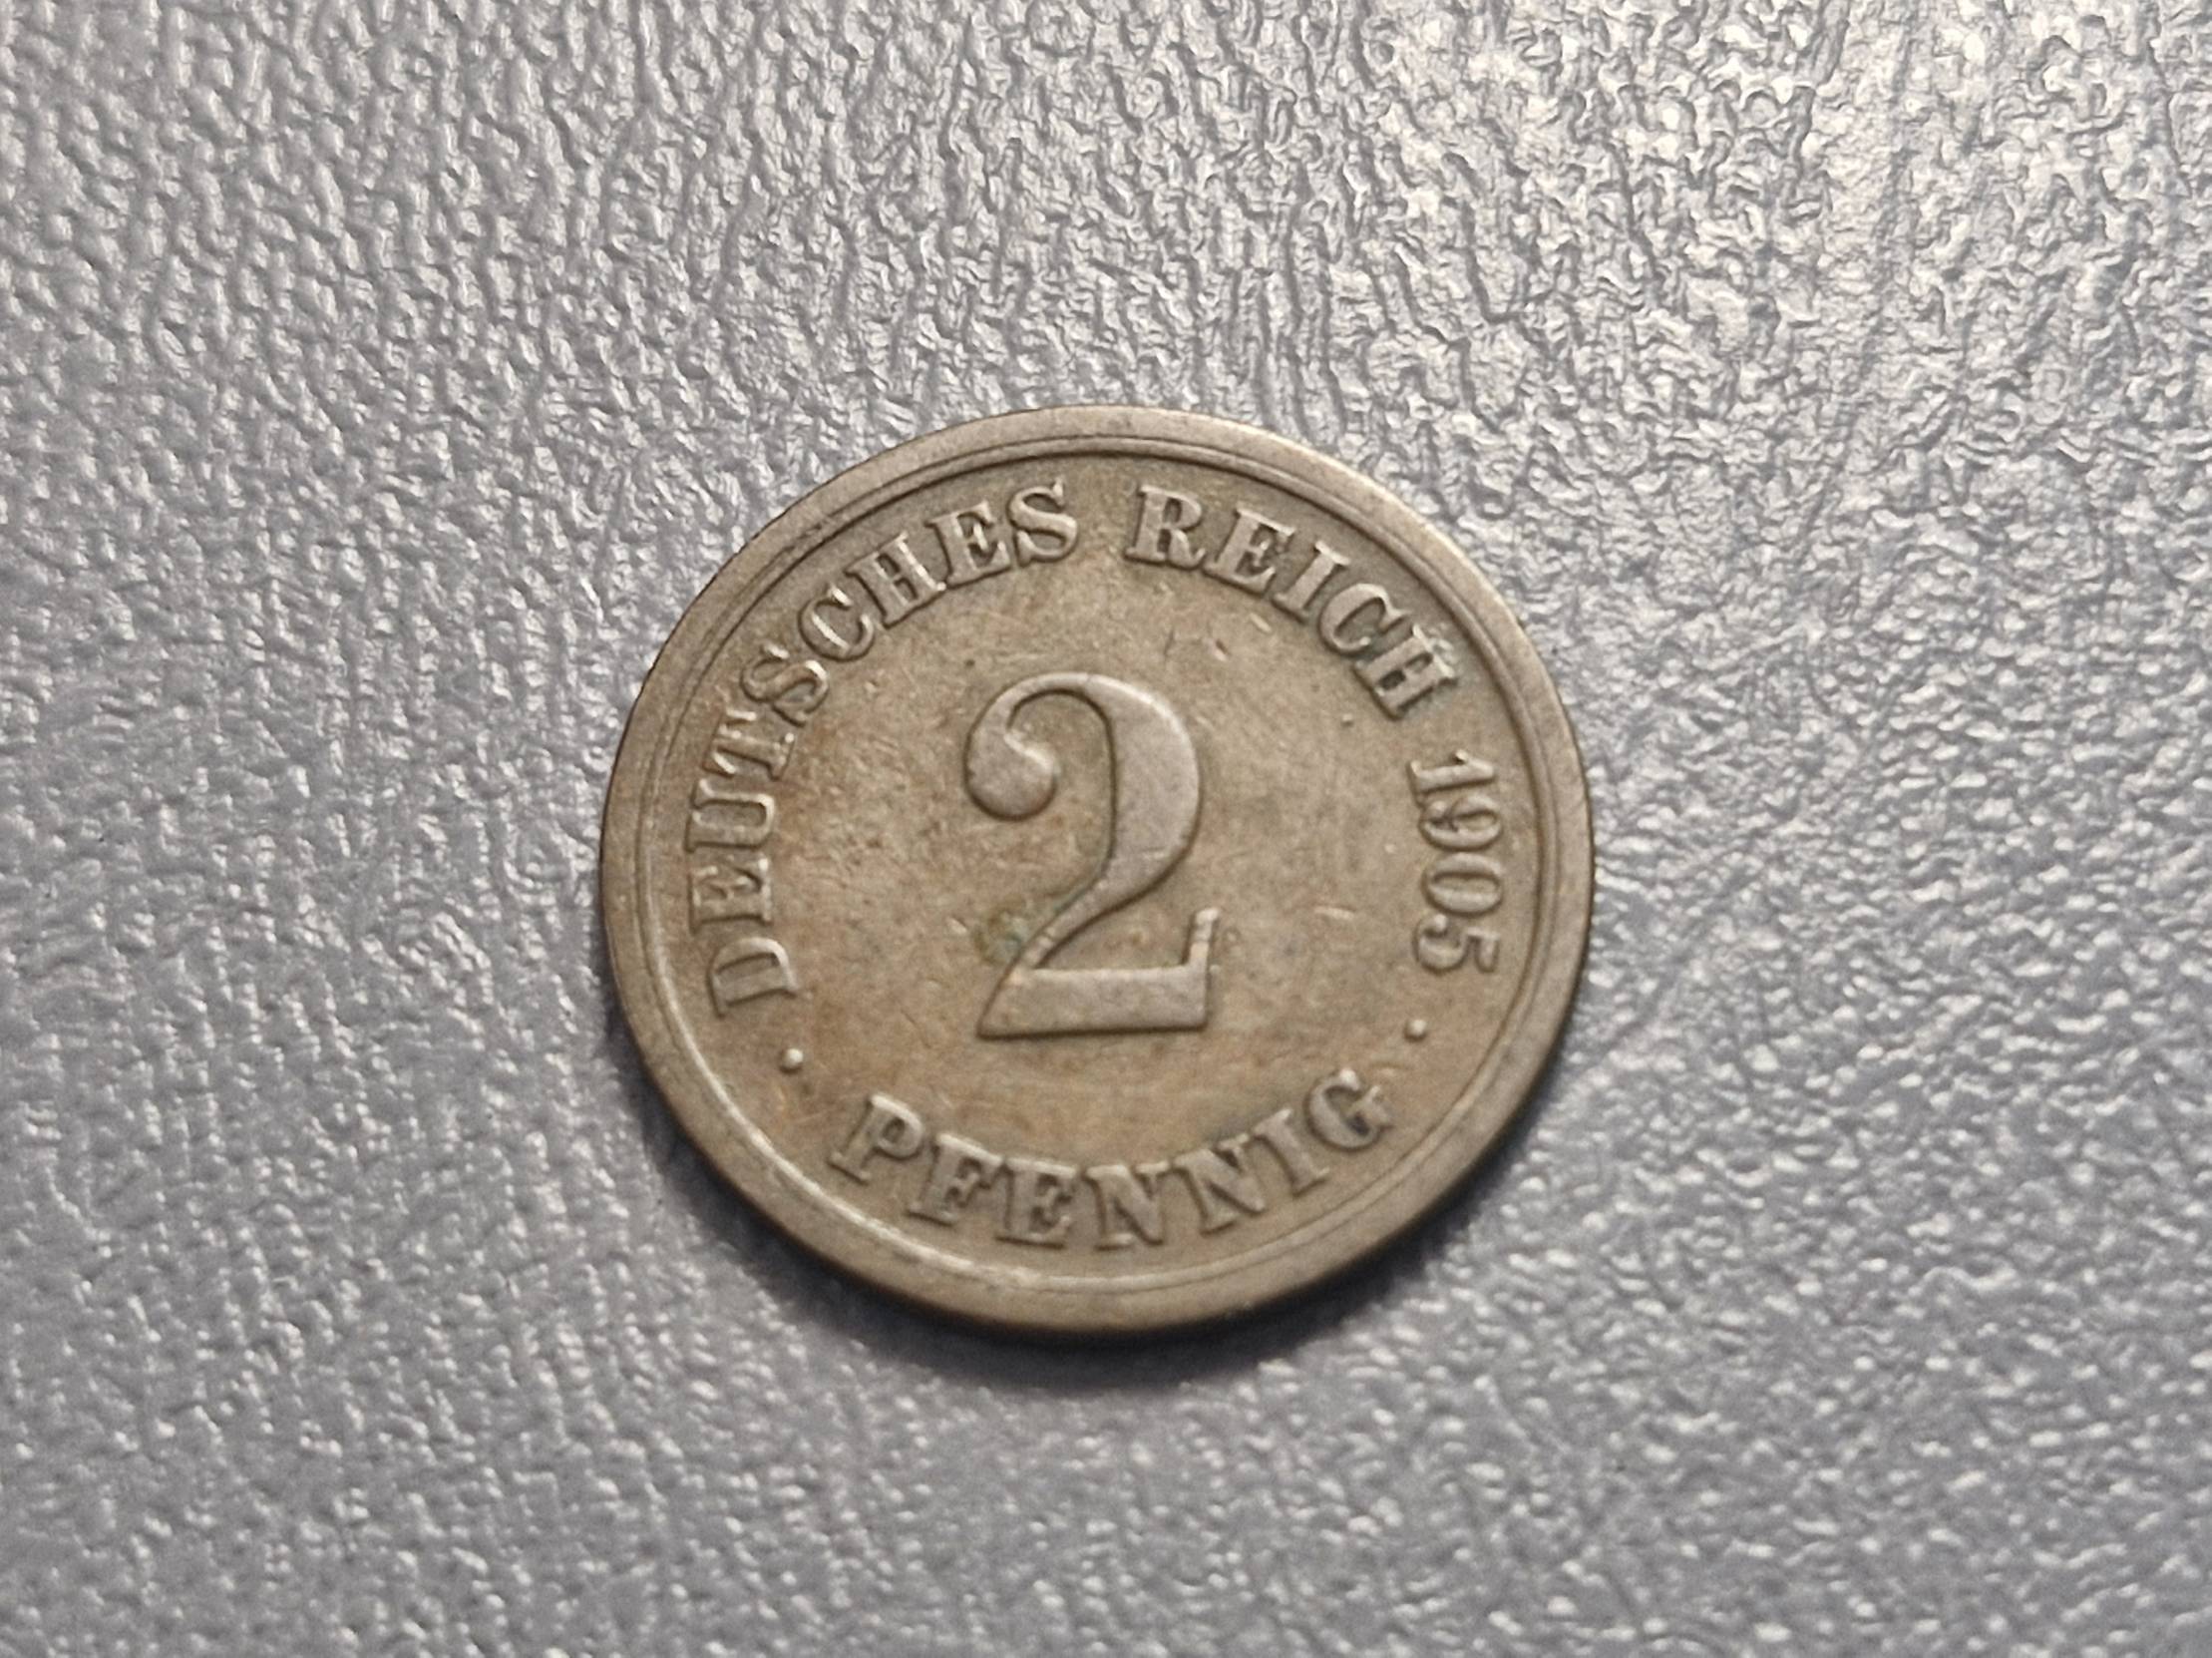 DEUTSCHES REICH 1905
2
· PFENNIG ·